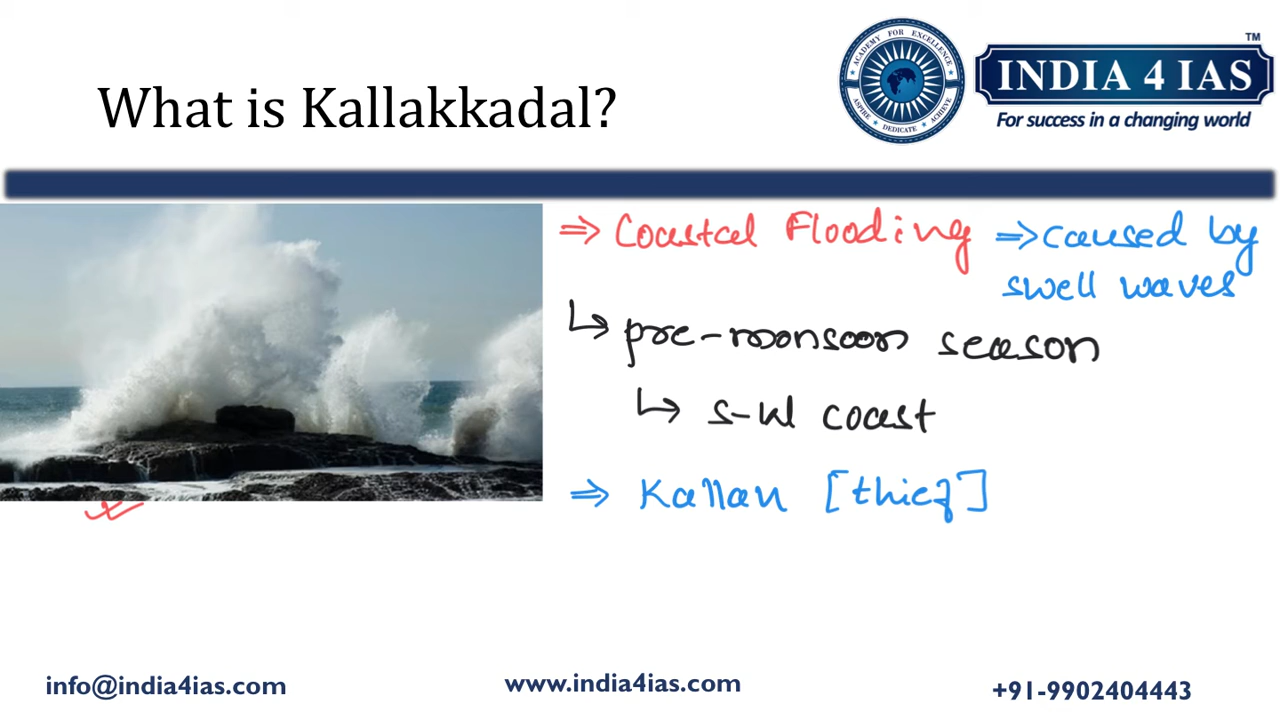 What is Kallakkadal?
ACADEMY FOR EXCELLENCE
ASPIRE ★ DEDICATE ★ ACHIEVE
INDIA 4 IAS TM
For success in a changing world
⇒ Coastal Flooding ⇒ caused by
swell waves
↳ pre-monsoon season
↳ S-W coast
⇒ Kallan [thief]
info@india4ias.com
www.india4ias.com
+91-9902404443